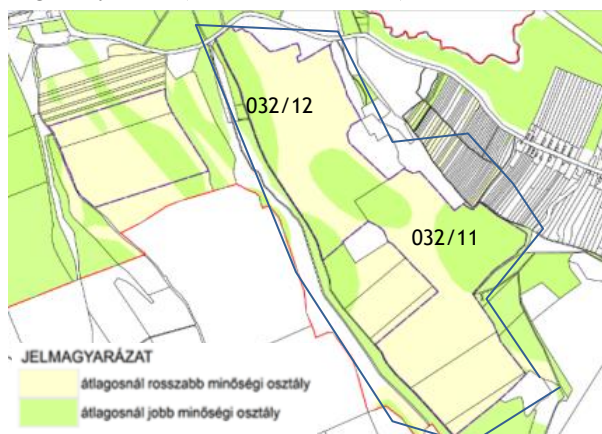 032/12
032/11
JELMAGYARÁZAT
átlagosnál rosszabb minőségi osztály
átlagosnál jobb minőségi osztály